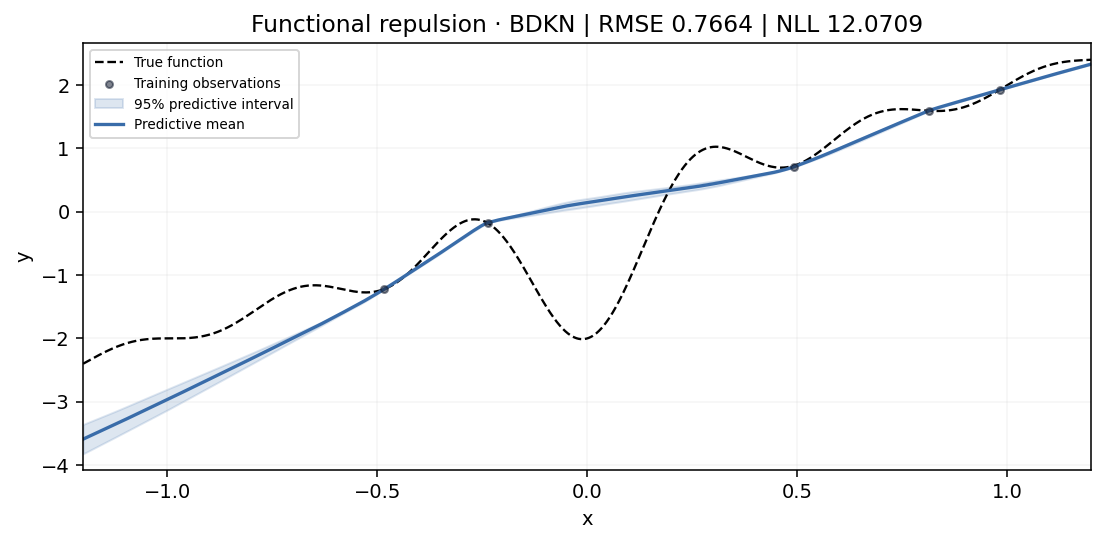 Functional repulsion · BDKN | RMSE 0.7664 | NLL 12.0709
True function
Training observations
95% predictive interval
Predictive mean
2
1
0
−1
−2
−3
−4
y
−1.0
−0.5
0.0
0.5
1.0
x